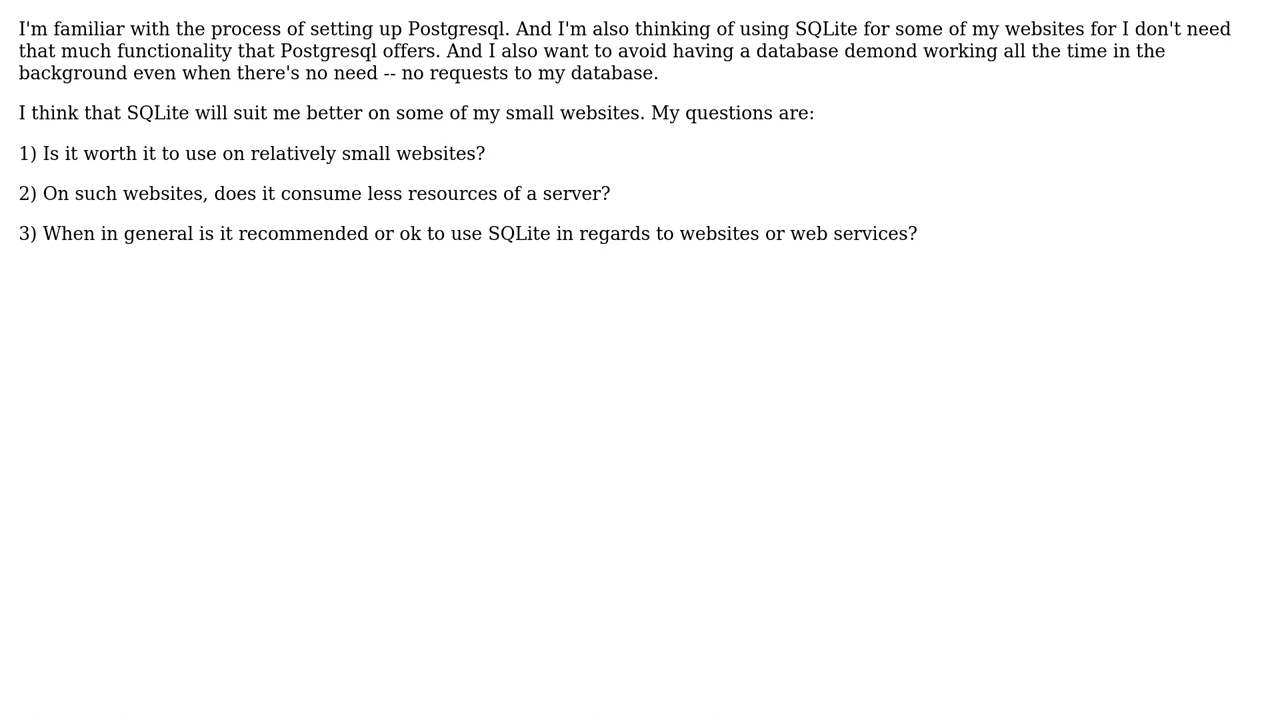 I'm familiar with the process of setting up Postgresql. And I'm also thinking of using SQLite for some of my websites for I don't need
that much functionality that Postgresql offers. And I also want to avoid having a database demond working all the time in the
background even when there's no need -- no requests to my database.
I think that SQLite will suit me better on some of my small websites. My questions are:
1) Is it worth it to use on relatively small websites?
2) On such websites, does it consume less resources of a server?
3) When in general is it recommended or ok to use SQLite in regards to websites or web services?